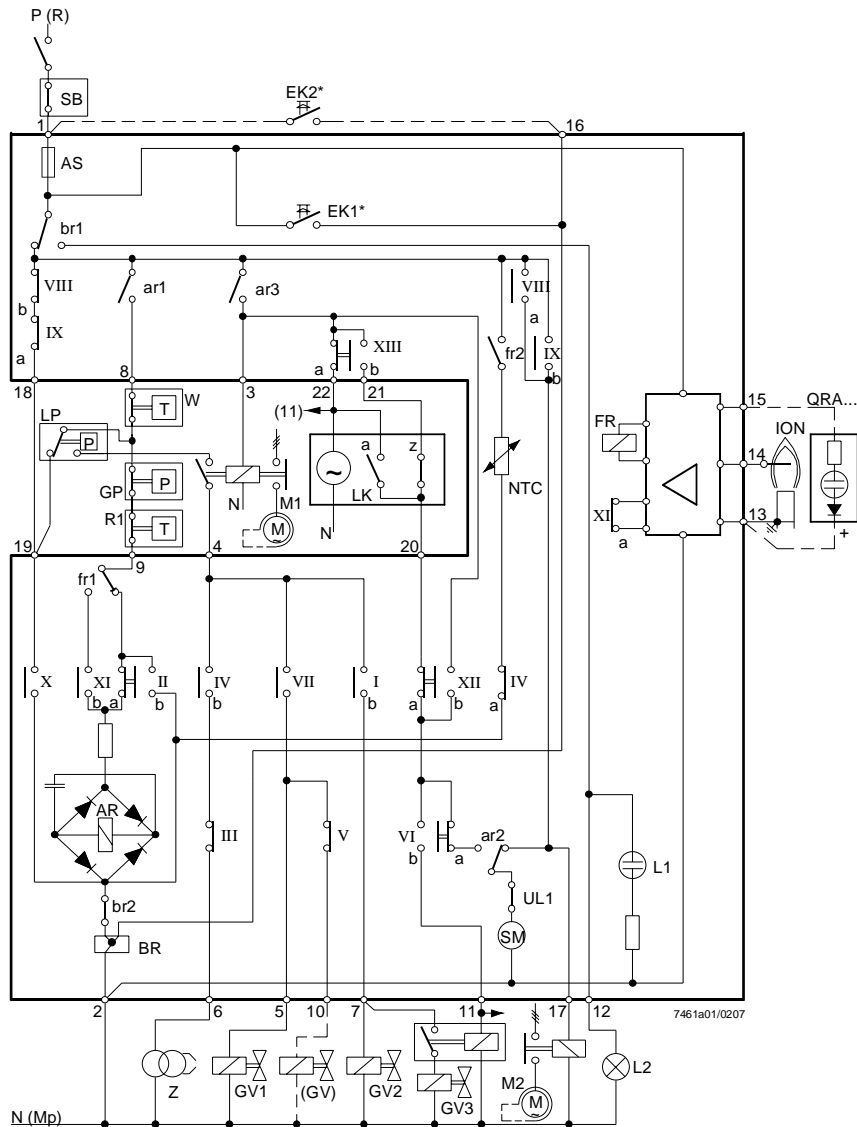 P (R)
SB
EK2*
1
16
AS
EK1*
br1
VIII
ar1
ar3
VIII
b
a
IX
fr2
IX
XIII
a
a
b
b
18
8
3
22
21
15
QRA...
W
T
(11)
FR
ION
LP
P
a
z
14
GP
P
~
NTC
LK
N
M1
XI
R1
T
M
~
N
a
13
+
19
9
4
20
fr1
X
XI
II
IV
VII
I
XII
IV
b
a
b
b
b
a
b
a
AR
III
V
VI
ar2
b
a
L1
br2
UL1
BR
SM
2
6
5
10
7
11
17
12
7461a01/0207
Z
GV1
(GV)
GV2
GV3
M2
L2
M
~
N (Mp)